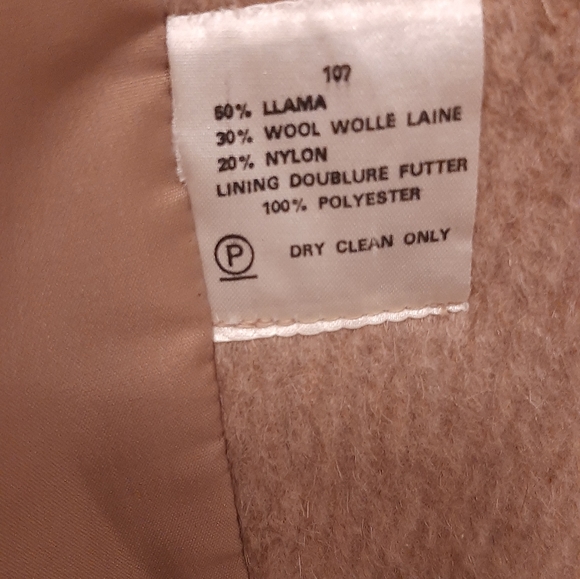 107
50% LLAMA
30% WOOL WOLLE LAINE
20% NYLON
LINING DOUBLURE FUTTER
100% POLYESTER
P DRY CLEAN ONLY